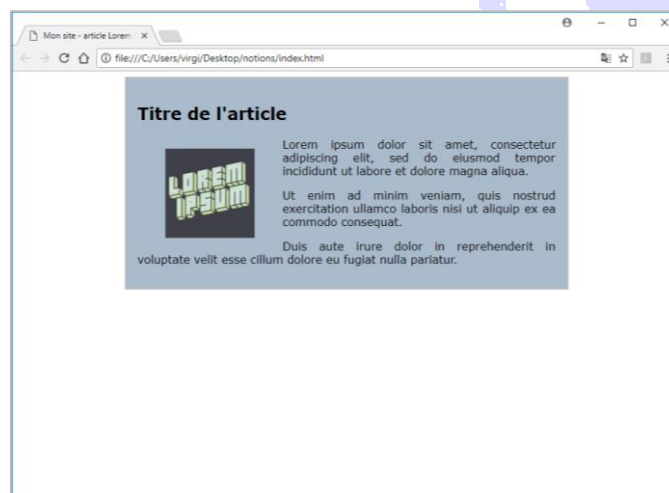 Mon site - article Lorem
file:///C:/Users/virgi/Desktop/notions/index.html
Titre de l'article
LOREM
IPSUM
Lorem ipsum dolor sit amet, consectetur
adipiscing elit, sed do eiusmod tempor
incididunt ut labore et dolore magna aliqua.
Ut enim ad minim veniam, quis nostrud
exercitation ullamco laboris nisi ut aliquip ex ea
commodo consequat.
Duis aute irure dolor in reprehenderit in
voluptate velit esse cillum dolore eu fugiat nulla pariatur.